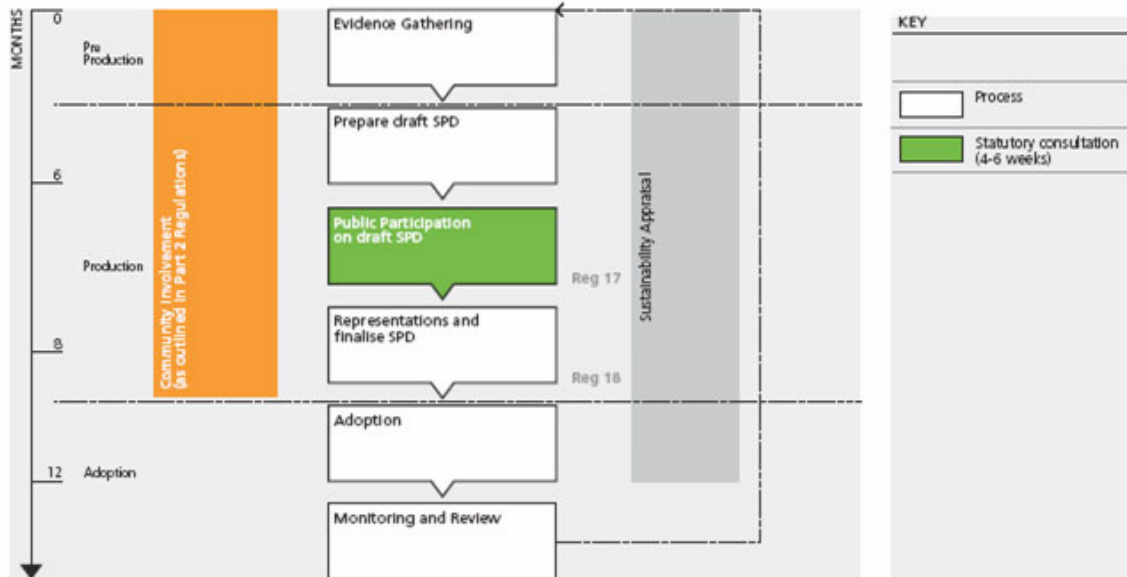 MONTHS
0
Pre
Production
6
Production
8
12
Adoption
Community Involvement
(as outlined in Part 2 Regulations)
Evidence Gathering
Prepare draft SPD
Public Participation
on draft SPD
Reg 17
Representations and
finalise SPD
Reg 18
Adoption
Monitoring and Review
Sustainability Appraisal
KEY
Process
Statutory consultation
(4-6 weeks)